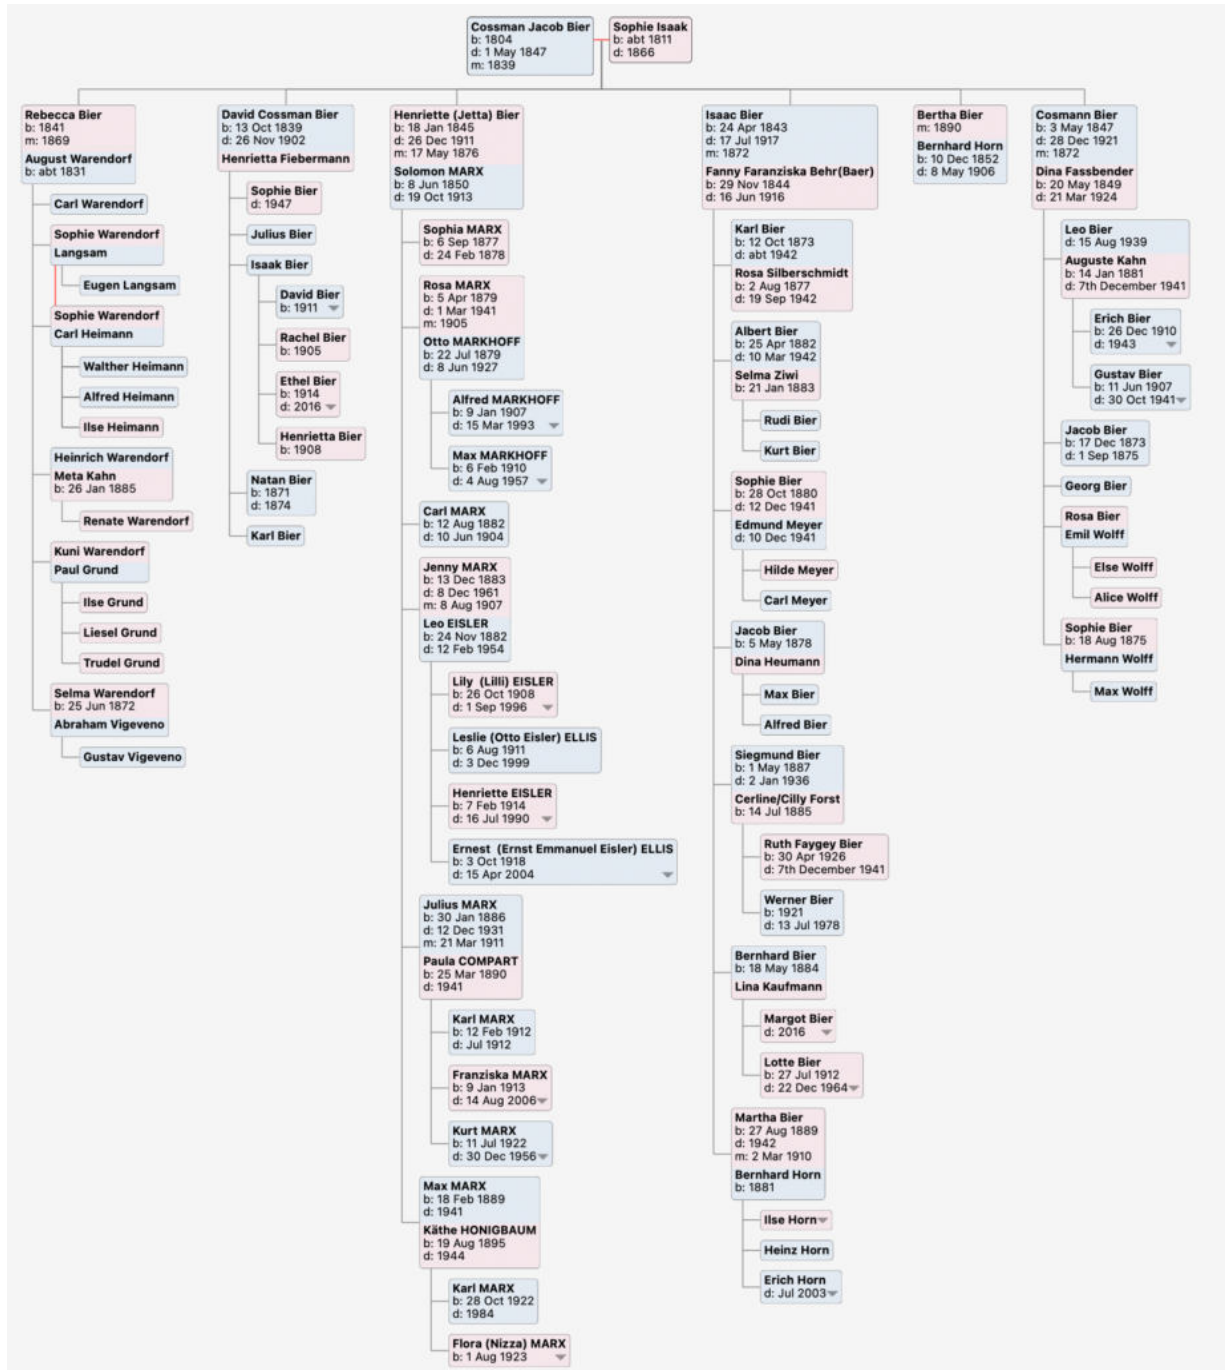 Cossman Jacob Bier
b: 1804
d: 1 May 1847
m: 1839
Sophie Isaak
b: abt 1811
d: 1866
Rebecca Bier
b: 1841
m: 1869
August Warendorf
b: abt 1831
Carl Warendorf
Sophie Warendorf
Langsam
Eugen Langsam
Sophie Warendorf
Carl Heimann
Walther Heimann
Alfred Heimann
Ilse Heimann
Heinrich Warendorf
Meta Kahn
b: 26 Jan 1885
Renate Warendorf
Kuni Warendorf
Paul Grund
Ilse Grund
Liesel Grund
Trudel Grund
Selma Warendorf
b: 25 Jun 1872
Abraham Vigeveno
Gustav Vigeveno
David Cossman Bier
b: 13 Oct 1839
d: 26 Nov 1902
Henrietta Fiebermann
Sophie Bier
d: 1947
Julius Bier
Isaak Bier
David Bier
b: 1911
Rachel Bier
b: 1905
Ethel Bier
b: 1914
d: 2016
Henrietta Bier
b: 1908
Natan Bier
b: 1871
d: 1874
Karl Bier
Henriette (Jetta) Bier
b: 18 Jan 1845
d: 26 Dec 1911
m: 17 May 1876
Solomon MARX
b: 8 Jun 1850
d: 19 Oct 1913
Sophia MARX
b: 6 Sep 1877
d: 24 Feb 1878
Rosa MARX
b: 5 Apr 1879
d: 1 Mar 1941
m: 1905
Otto MARKHOFF
b: 22 Jul 1879
d: 8 Jun 1927
Alfred MARKHOFF
b: 9 Jan 1907
d: 15 Mar 1993
Max MARKHOFF
b: 6 Feb 1910
d: 4 Aug 1957
Carl MARX
b: 12 Aug 1882
d: 10 Jun 1904
Jenny MARX
b: 13 Dec 1883
d: 8 Dec 1961
m: 8 Aug 1907
Leo EISLER
b: 24 Nov 1882
d: 12 Feb 1954
Lily (Lilli) EISLER
b: 26 Oct 1908
d: 1 Sep 1996
Leslie (Otto Eisler) ELLIS
b: 6 Aug 1911
d: 3 Dec 1999
Henriette EISLER
b: 7 Feb 1914
d: 16 Jul 1990
Ernest (Ernst Emmanuel Eisler) ELLIS
b: 3 Oct 1918
d: 15 Apr 2004
Julius MARX
b: 30 Jan 1886
d: 12 Dec 1931
m: 21 Mar 1911
Paula COMPART
b: 25 Mar 1890
d: 1941
Karl MARX
b: 12 Feb 1912
d: Jul 1912
Franziska MARX
b: 9 Jan 1913
d: 14 Aug 2006
Kurt MARX
b: 11 Jul 1922
d: 30 Dec 1956
Max MARX
b: 18 Feb 1889
d: 1941
Käthe HONIGBAUM
b: 19 Aug 1895
d: 1944
Karl MARX
b: 28 Oct 1922
d: 1984
Flora (Nizza) MARX
b: 1 Aug 1923
Isaac Bier
b: 24 Apr 1843
d: 17 Jul 1917
m: 1872
Fanny Faranziska Behr(Baer)
b: 29 Nov 1844
d: 16 Jun 1916
Karl Bier
b: 12 Oct 1873
d: abt 1942
Rosa Silberschmidt
b: 2 Aug 1877
d: 19 Sep 1942
Albert Bier
b: 25 Apr 1882
d: 10 Mar 1942
Selma Ziwi
b: 21 Jan 1883
Rudi Bier
Kurt Bier
Sophie Bier
b: 28 Oct 1880
d: 12 Dec 1941
Edmund Meyer
d: 10 Dec 1941
Hilde Meyer
Carl Meyer
Jacob Bier
b: 5 May 1878
Dina Heumann
Max Bier
Alfred Bier
Siegmund Bier
b: 1 May 1887
d: 2 Jan 1936
Cerline/Cilly Forst
b: 14 Jul 1885
Ruth Faygey Bier
b: 30 Apr 1926
d: 7th December 1941
Werner Bier
b: 1921
d: 13 Jul 1978
Bernhard Bier
b: 18 May 1884
Lina Kaufmann
Margot Bier
d: 2016
Lotte Bier
b: 27 Jul 1912
d: 22 Dec 1964
Martha Bier
b: 27 Aug 1889
d: 1942
m: 2 Mar 1910
Bernhard Horn
b: 1881
Ilse Horn
Heinz Horn
Erich Horn
d: Jul 2003
Bertha Bier
m: 1890
Bernhard Horn
b: 10 Dec 1852
d: 8 May 1906
Cosmann Bier
b: 3 May 1847
d: 28 Dec 1921
m: 1872
Dina Fassbender
b: 20 May 1849
d: 21 Mar 1924
Leo Bier
d: 15 Aug 1939
Auguste Kahn
b: 14 Jan 1881
d: 7th December 1941
Erich Bier
b: 26 Dec 1910
d: 1943
Gustav Bier
b: 11 Jun 1907
d: 30 Oct 1941
Jacob Bier
b: 17 Dec 1873
d: 1 Sep 1875
Georg Bier
Rosa Bier
Emil Wolff
Else Wolff
Alice Wolff
Sophie Bier
b: 18 Aug 1875
Hermann Wolff
Max Wolff